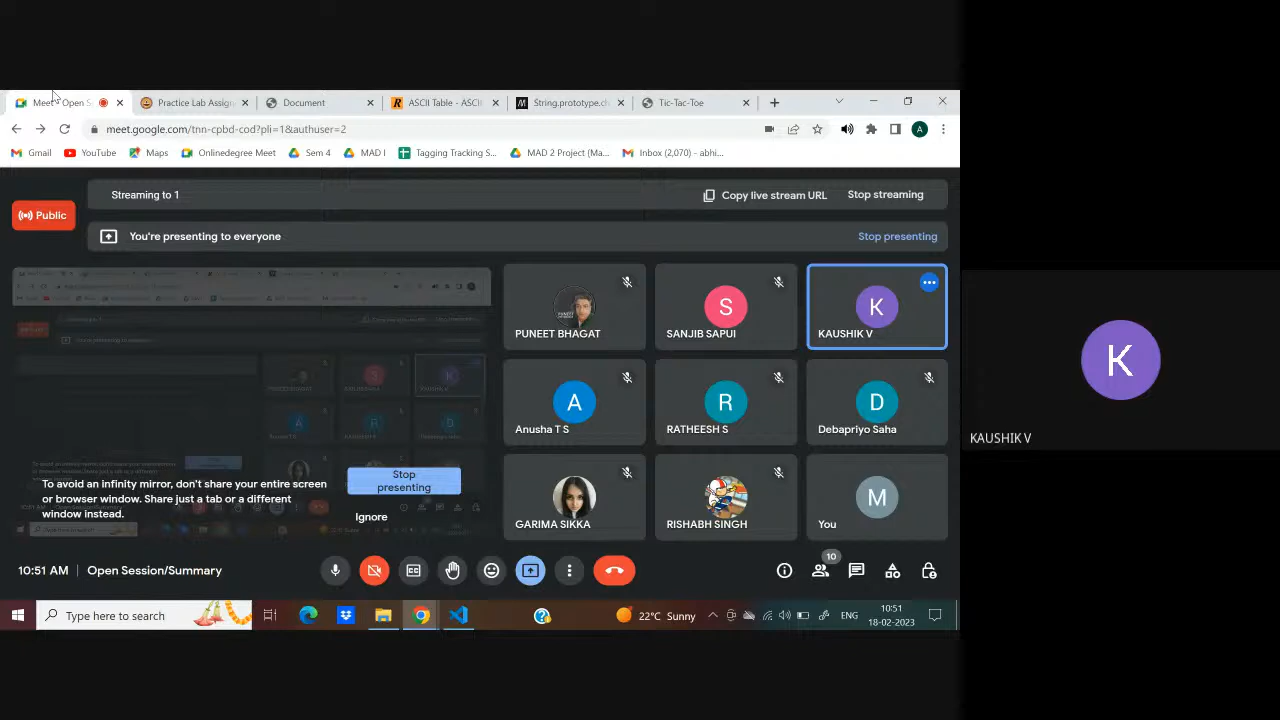 Meet - Open S
Practice Lab Assig
Document
ASCII Table - ASCI
String.prototype.c
Tic-Tac-Toe
meet.google.com/tnn-cpbd-cod?pli=1&authuser=2
A
Gmail
YouTube
Maps
Onlinedegree Meet
Sem 4
MAD I
Tagging Tracking S...
MAD 2 Project (Ma...
Inbox (2,070) - abhi...
Public
Streaming to 1
Copy live stream URL
Stop streaming
You're presenting to everyone
Stop presenting
PUNEET BHAGAT
S
SANJIB SAPUI
K
KAUSHIK V
A
Anusha T S
R
RATHEESH S
D
Debapriyo Saha
GARIMA SIKKA
RISHABH SINGH
M
You
To avoid an infinity mirror, don't share your entire screen
or browser window. Share just a tab or a different
window instead.
Stop
presenting
Ignore
10:51 AM | Open Session/Summary
10
Type here to search
22°C Sunny
ENG
10:51
18-02-2023
K
KAUSHIK V